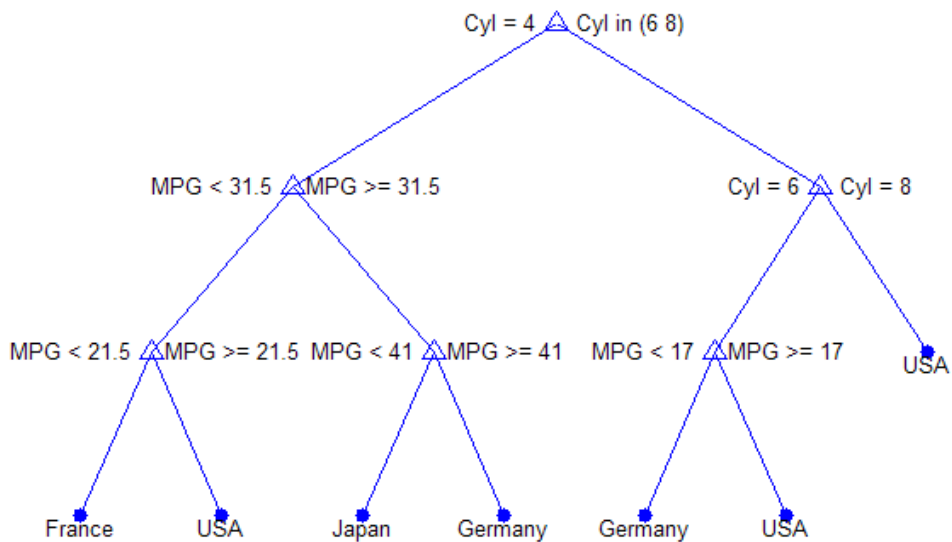 Cyl = 4 Cyl in (6 8)
MPG < 31.5 MPG >= 31.5 Cyl = 6 Cyl = 8
MPG < 21.5 MPG >= 21.5 MPG < 41 MPG >= 41 MPG < 17 MPG >= 17
USA
France USA Japan Germany Germany USA